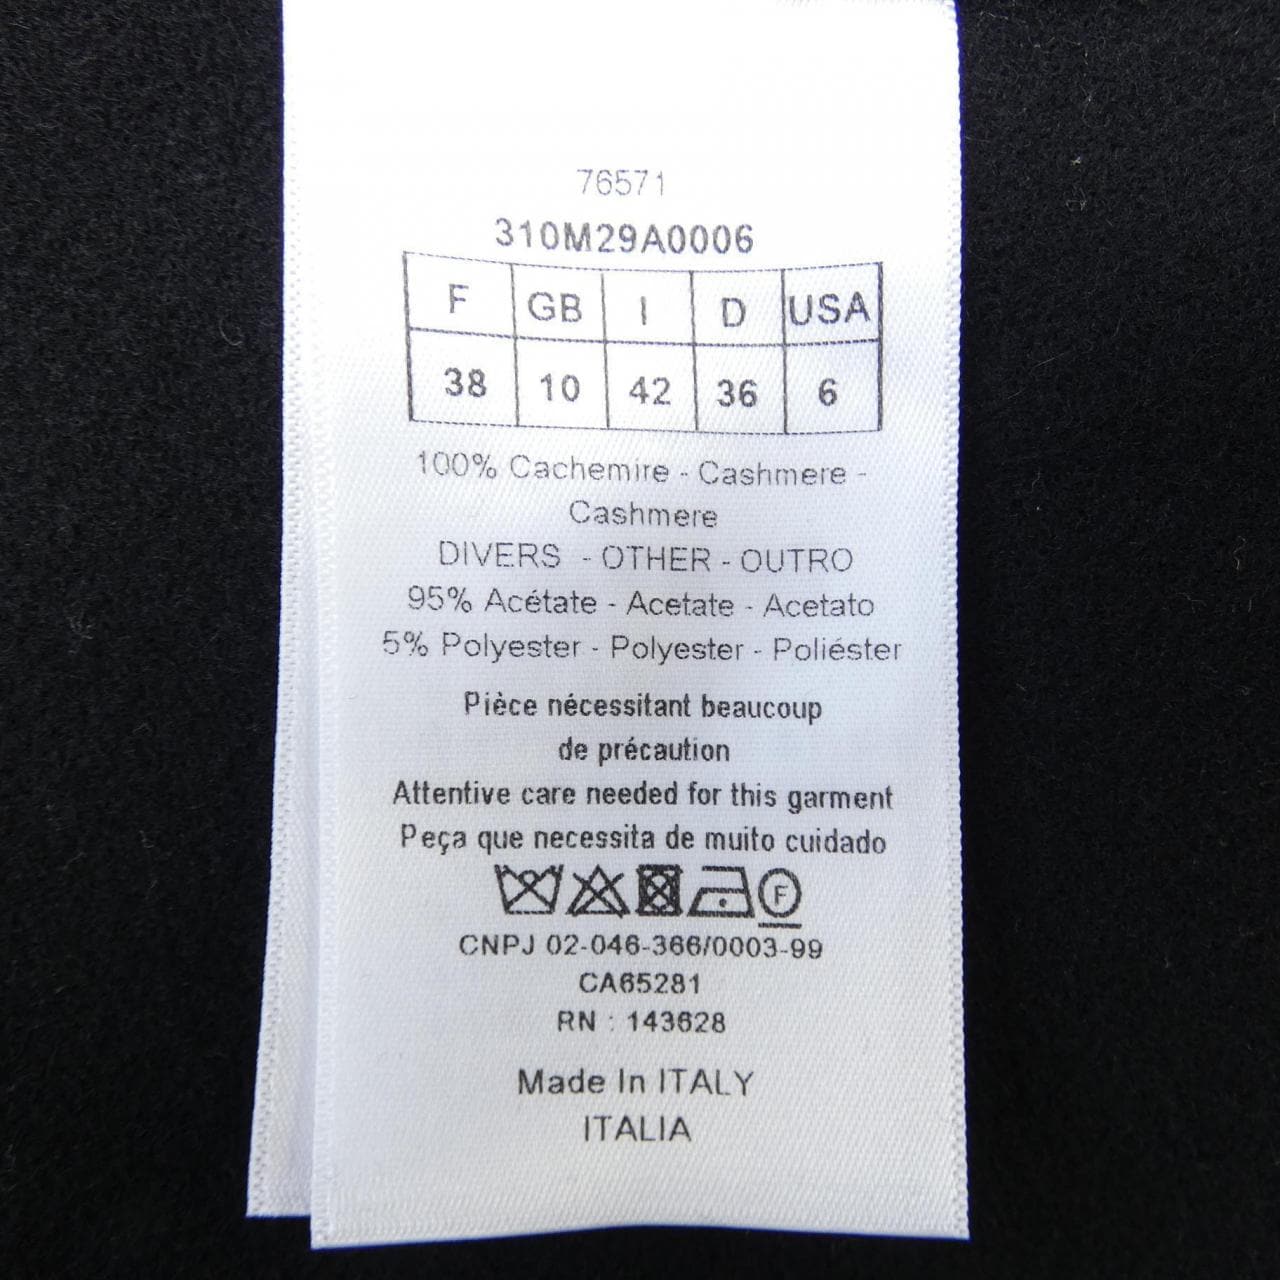 76571
310M29A0006
F GB I D USA
38 10 42 36 6
100% Cachemire - Cashmere -
Cashmere
DIVERS - OTHER - OUTRO
95% Acétate - Acetate - Acetato
5% Polyester - Polyester - Poliéster
Pièce nécessitant beaucoup
de précaution
Attentive care needed for this garment
Peça que necessita de muito cuidado
F
CNPJ 02-046-366/0003-99
CA65281
RN : 143628
Made In ITALY
ITALIA